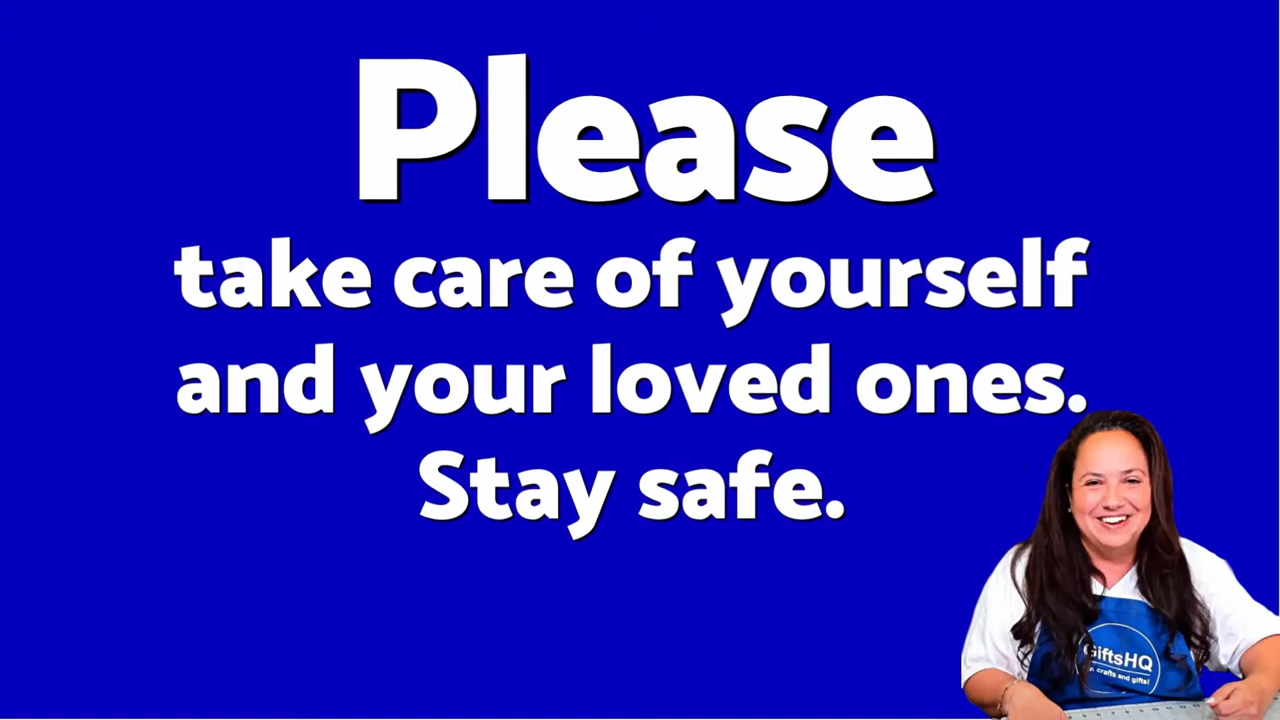 Please
take care of yourself
and your loved ones.
Stay safe.
GiftsHQ
crafts and gifts!